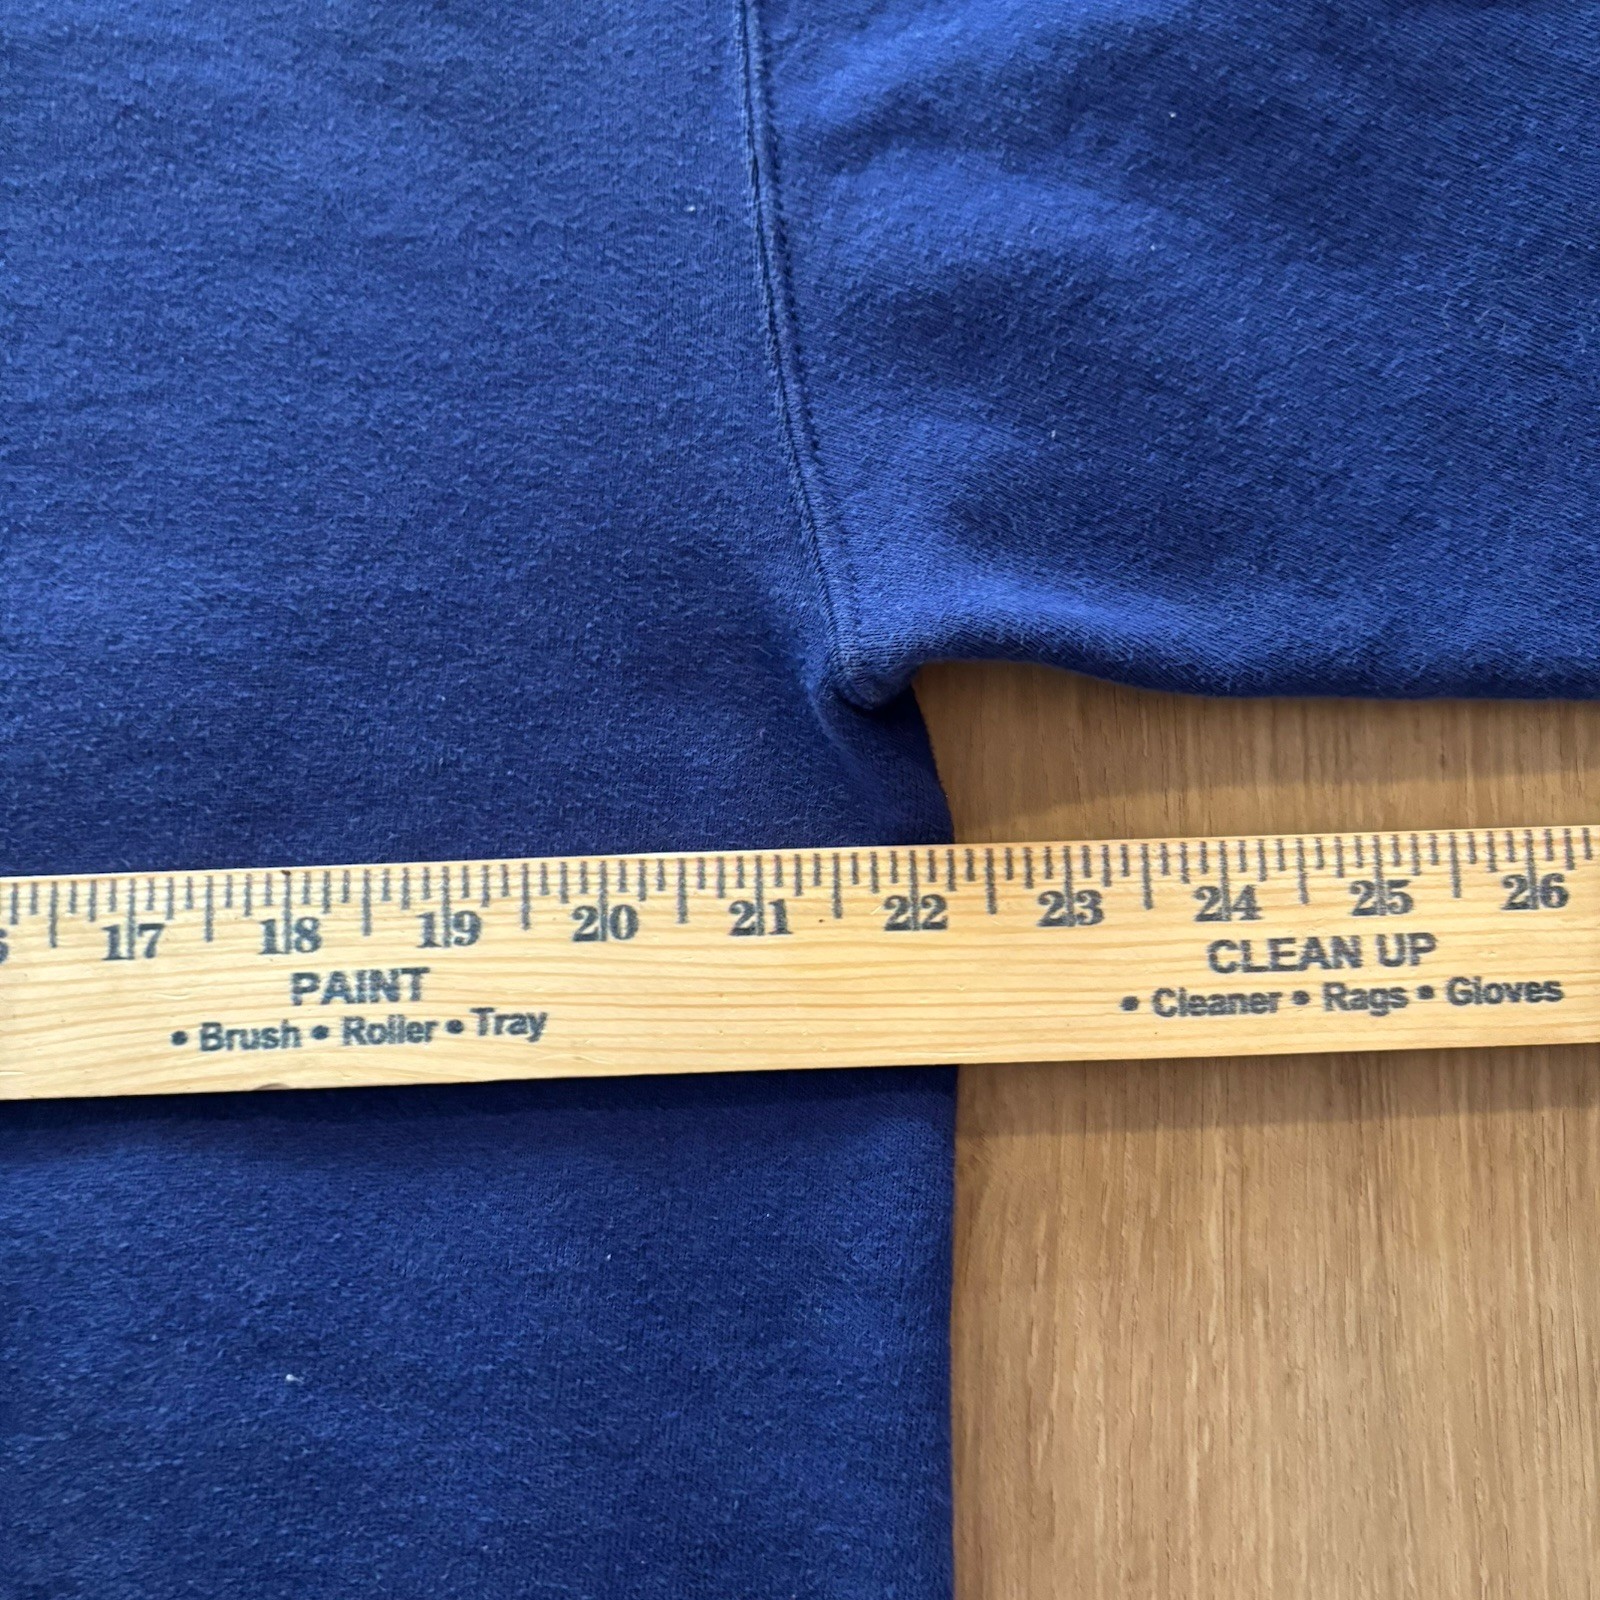 17 18 19 20 21 22 23 24 25 26
PAINT
• Brush • Roller • Tray
CLEAN UP
• Cleaner • Rags • Gloves